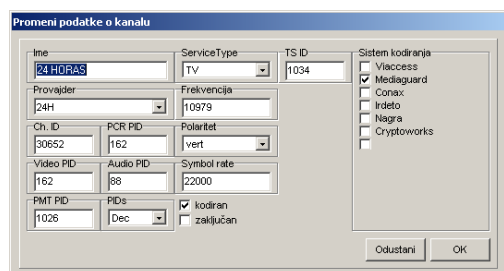 Promeni podatke o kanalu
Ime
24 HORAS
ServiceType
TV
TS ID
1034
Sistem kodiranja
Viaccess
Mediaguard
Conax
Irdeto
Nagra
Cryptoworks
Provajder
24H
Frekvencija
10979
Ch. ID
30652
PCR PID
162
Polaritet
vert
Video PID
162
Audio PID
88
Symbol rate
22000
PMT PID
1026
PIDs
Dec
kodiran
zaključan
Odustani
OK